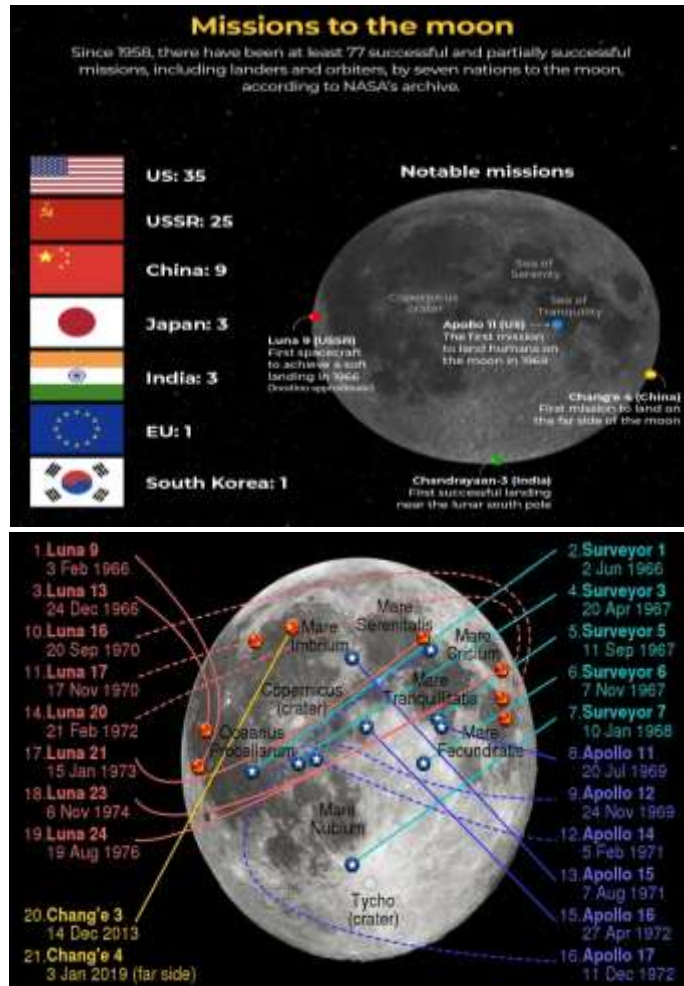 Missions to the moon
Since 1958, there have been at least 77 successful and partially successful
missions, including landers and orbiters, by seven nations to the moon,
according to NASA's archive.
US: 35
USSR: 25
China: 9
Japan: 3
India: 3
EU: 1
South Korea: 1
Notable missions
Sea of
Serenity
Copernicus
crater
Sea of
Tranquility
Apollo 11 (US)
The first mission
to land humans on
the moon in 1969
Luna 9 (USSR)
First spacecraft
to achieve a soft
landing in 1966
(location approximate)
Chang'e 4 (China)
First mission to land on
the far side of the moon
Chandrayaan-3 (India)
First successful landing
near the lunar south pole
1. Luna 9
3 Feb 1966
3. Luna 13
24 Dec 1966
10. Luna 16
20 Sep 1970
11. Luna 17
17 Nov 1970
14. Luna 20
21 Feb 1972
17. Luna 21
15 Jan 1973
18. Luna 23
6 Nov 1974
19. Luna 24
19 Aug 1976
20. Chang'e 3
14 Dec 2013
21. Chang'e 4
3 Jan 2019 (far side)
Mare
Imbrium
Mare
Serenitatis
Mare
Crisium
Copernicus
(crater)
Mare
Tranquilitatis
Oceanus
Procellarum
Mare
Fecunditatis
Mare
Nubium
Tycho
(crater)
2. Surveyor 1
2 Jun 1966
4. Surveyor 3
20 Apr 1967
5. Surveyor 5
11 Sep 1967
6. Surveyor 6
7 Nov 1967
7. Surveyor 7
10 Jan 1968
8. Apollo 11
20 Jul 1969
9. Apollo 12
24 Nov 1969
12. Apollo 14
5 Feb 1971
13. Apollo 15
7 Aug 1971
15. Apollo 16
27 Apr 1972
16. Apollo 17
11 Dec 1972